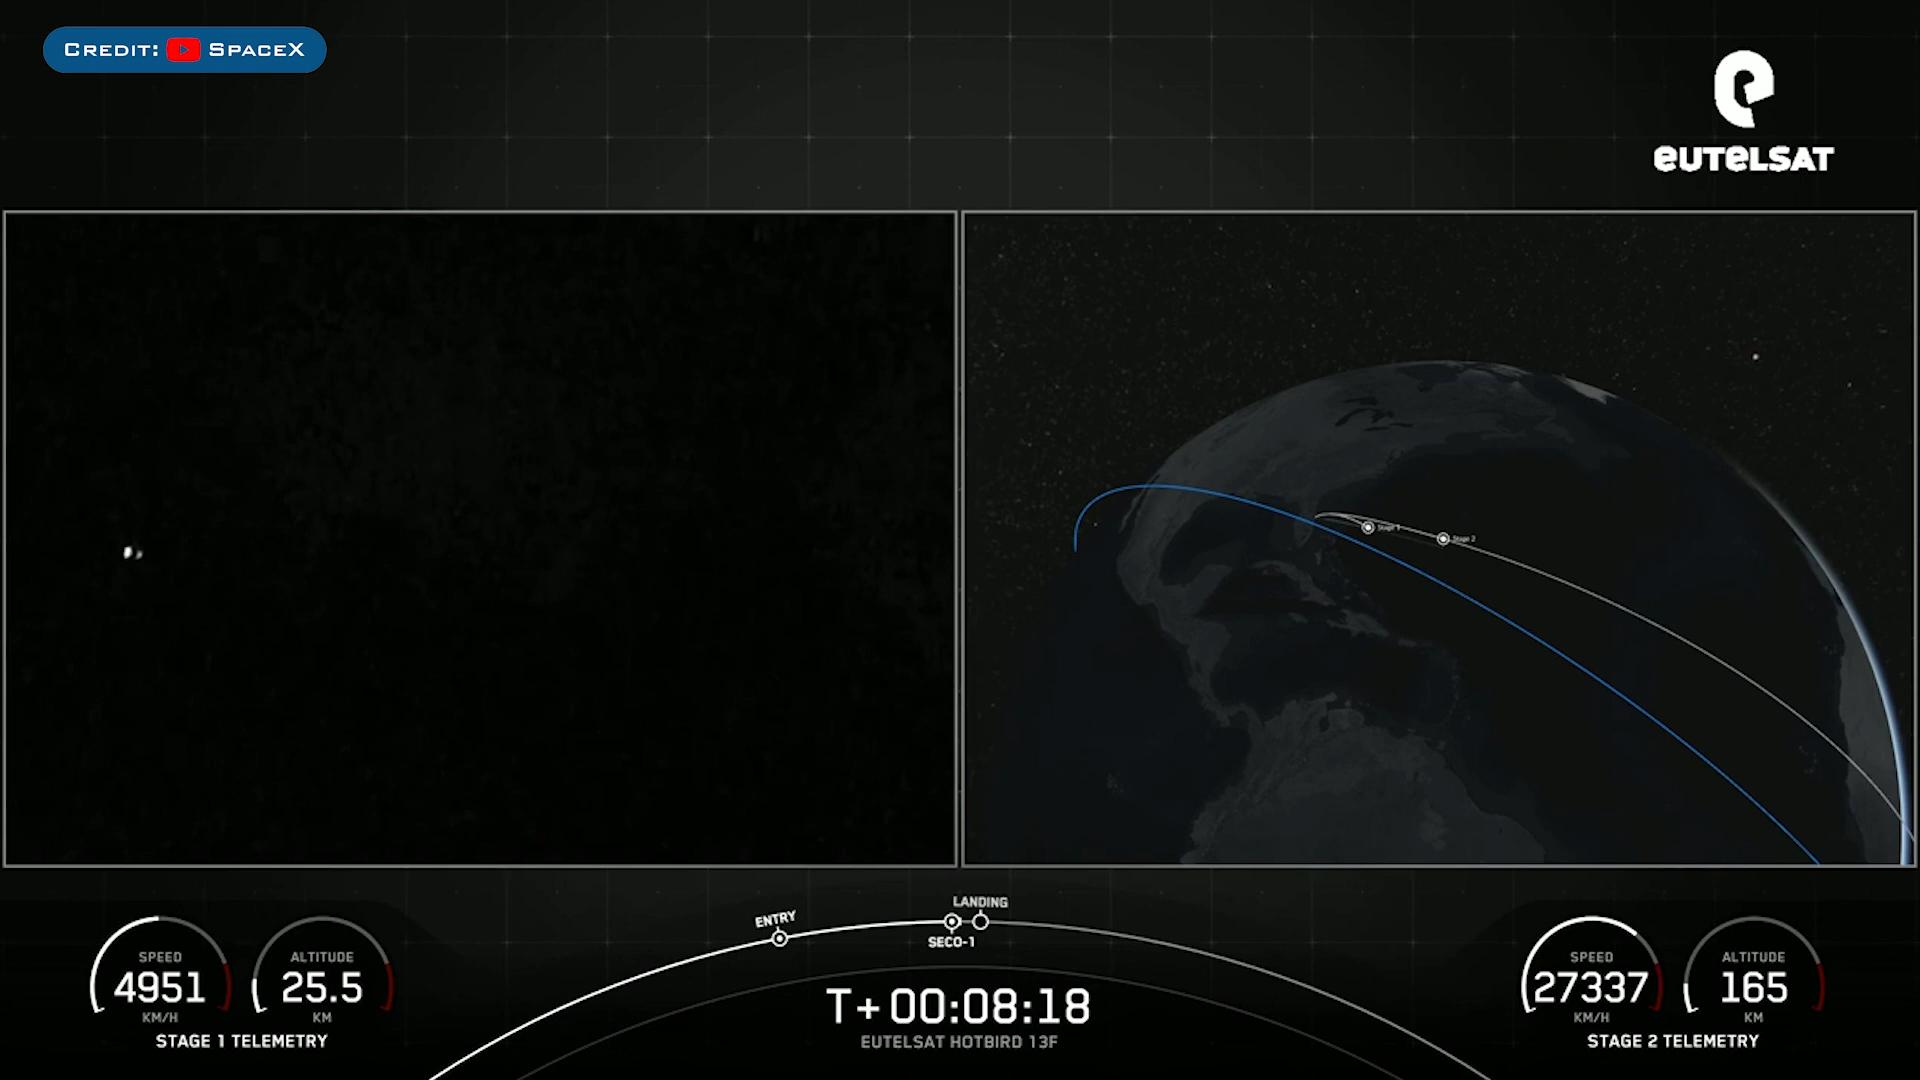 CREDIT: SPACEX
eUTeLSAT
Stage 1
Stage 2
ENTRY
LANDING
SECO-1
SPEED
4951
KM/H
ALTITUDE
25.5
KM
STAGE 1 TELEMETRY
T+00:08:18
EUTELSAT HOTBIRD 13F
SPEED
27337
KM/H
ALTITUDE
165
KM
STAGE 2 TELEMETRY